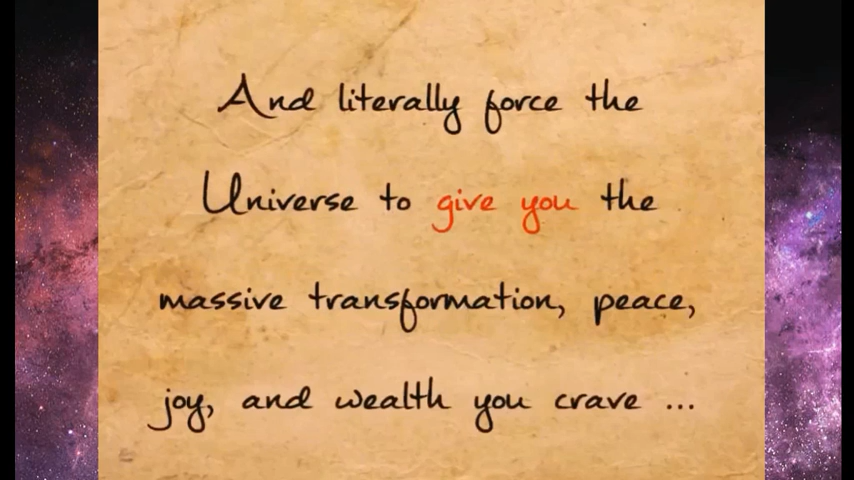 And literally force the
Universe to give you the
massive transformation, peace,
joy, and wealth you crave ...